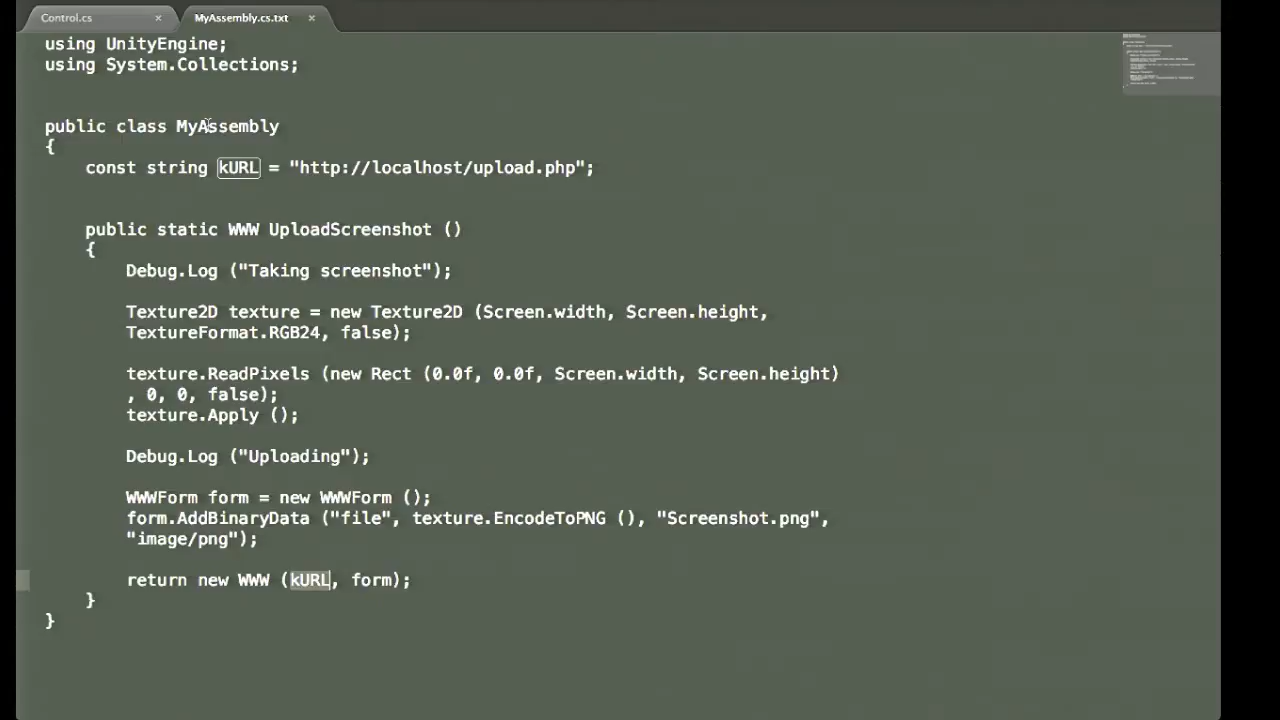 Control.cs × MyAssembly.cs.txt ×
using UnityEngine;
using System.Collections;
public class MyAssembly
{
const string kURL = "http://localhost/upload.php";
public static WWW UploadScreenshot ()
{
Debug.Log ("Taking screenshot");
Texture2D texture = new Texture2D (Screen.width, Screen.height,
TextureFormat.RGB24, false);
texture.ReadPixels (new Rect (0.0f, 0.0f, Screen.width, Screen.height)
, 0, 0, false);
texture.Apply ();
Debug.Log ("Uploading");
WWWForm form = new WWWForm ();
form.AddBinaryData ("file", texture.EncodeToPNG (), "Screenshot.png",
"image/png");
return new WWW (kURL, form);
}
}